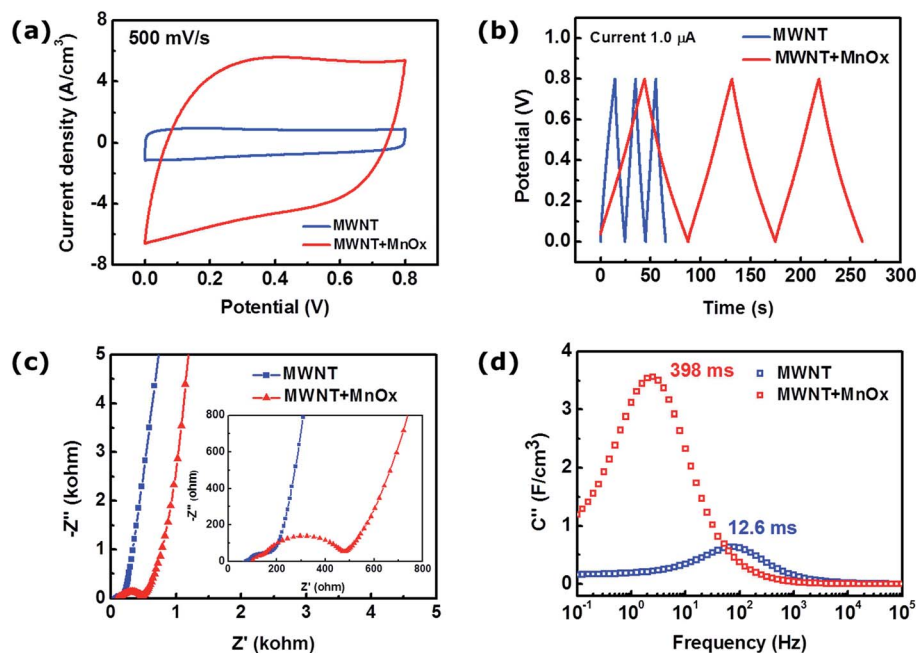 (a)
500 mV/s
Current density (A/cm³)
8
4
0
-4
-8
MWNT
MWNT+MnOx
0.0 0.2 0.4 0.6 0.8
Potential (V)
(b)
Current 1.0 μA
MWNT
MWNT+MnOx
Potential (V)
1.2
1.0
0.8
0.6
0.4
0.2
0.0
0 50 100 150 200 250 300
Time (s)
(c)
MWNT
MWNT+MnOx
-Z'' (kohm)
5
4
3
2
1
0
0 1 2 3 4 5
Z' (kohm)
-Z'' (ohm)
800
600
400
200
0
0 200 400 600 800
Z' (ohm)
(d)
398 ms
MWNT
MWNT+MnOx
12.6 ms
C'' (F/cm³)
4
3
2
1
0
10⁻¹ 10⁰ 10¹ 10² 10³ 10⁴ 10⁵
Frequency (Hz)